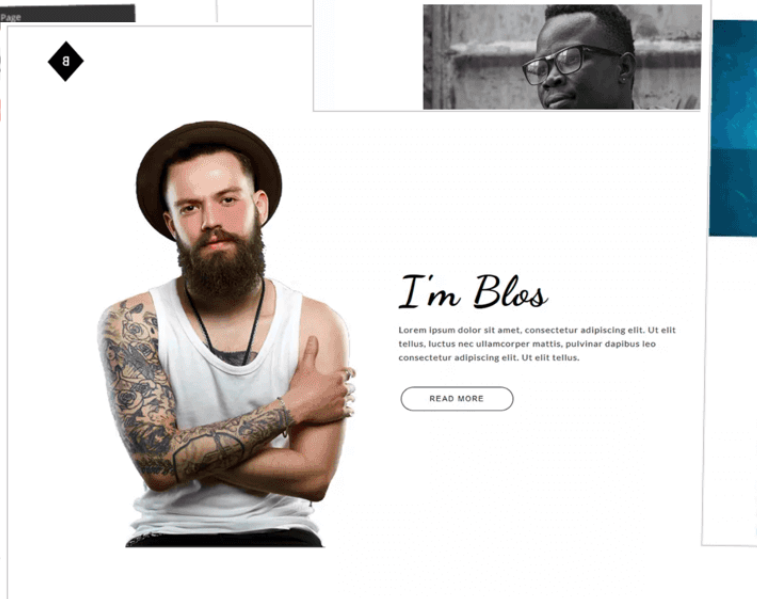 Page
B
I'm Blos
Lorem ipsum dolor sit amet, consectetur adipiscing elit. Ut elit
tellus, luctus nec ullamcorper mattis, pulvinar dapibus leo
consectetur adipiscing elit. Ut elit tellus.
READ MORE